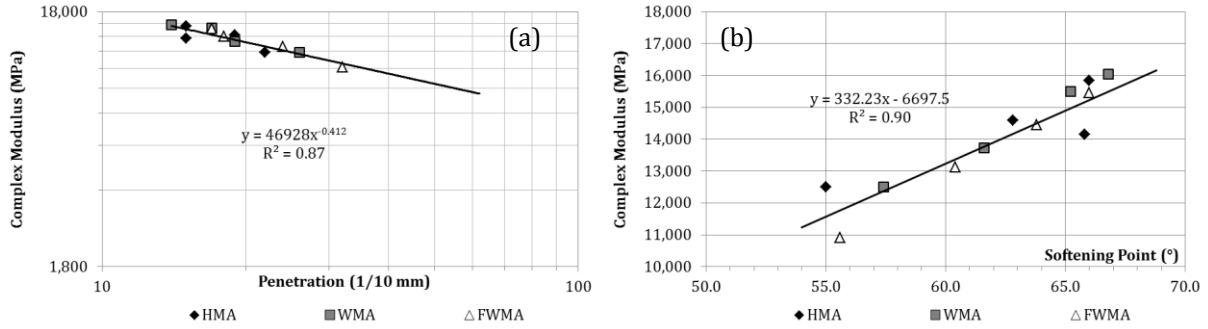 18,000
(a)
Complex Modulus (MPa)
y = 46928x^-0.412
R² = 0.87
1,800
10
Penetration (1/10 mm)
100
HMA
WMA
FWMA
18,000
(b)
17,000
16,000
15,000
14,000
13,000
12,000
11,000
10,000
Complex Modulus (MPa)
y = 332.23x - 6697.5
R² = 0.90
Softening Point (°)
50.0
55.0
60.0
65.0
70.0
HMA
WMA
FWMA